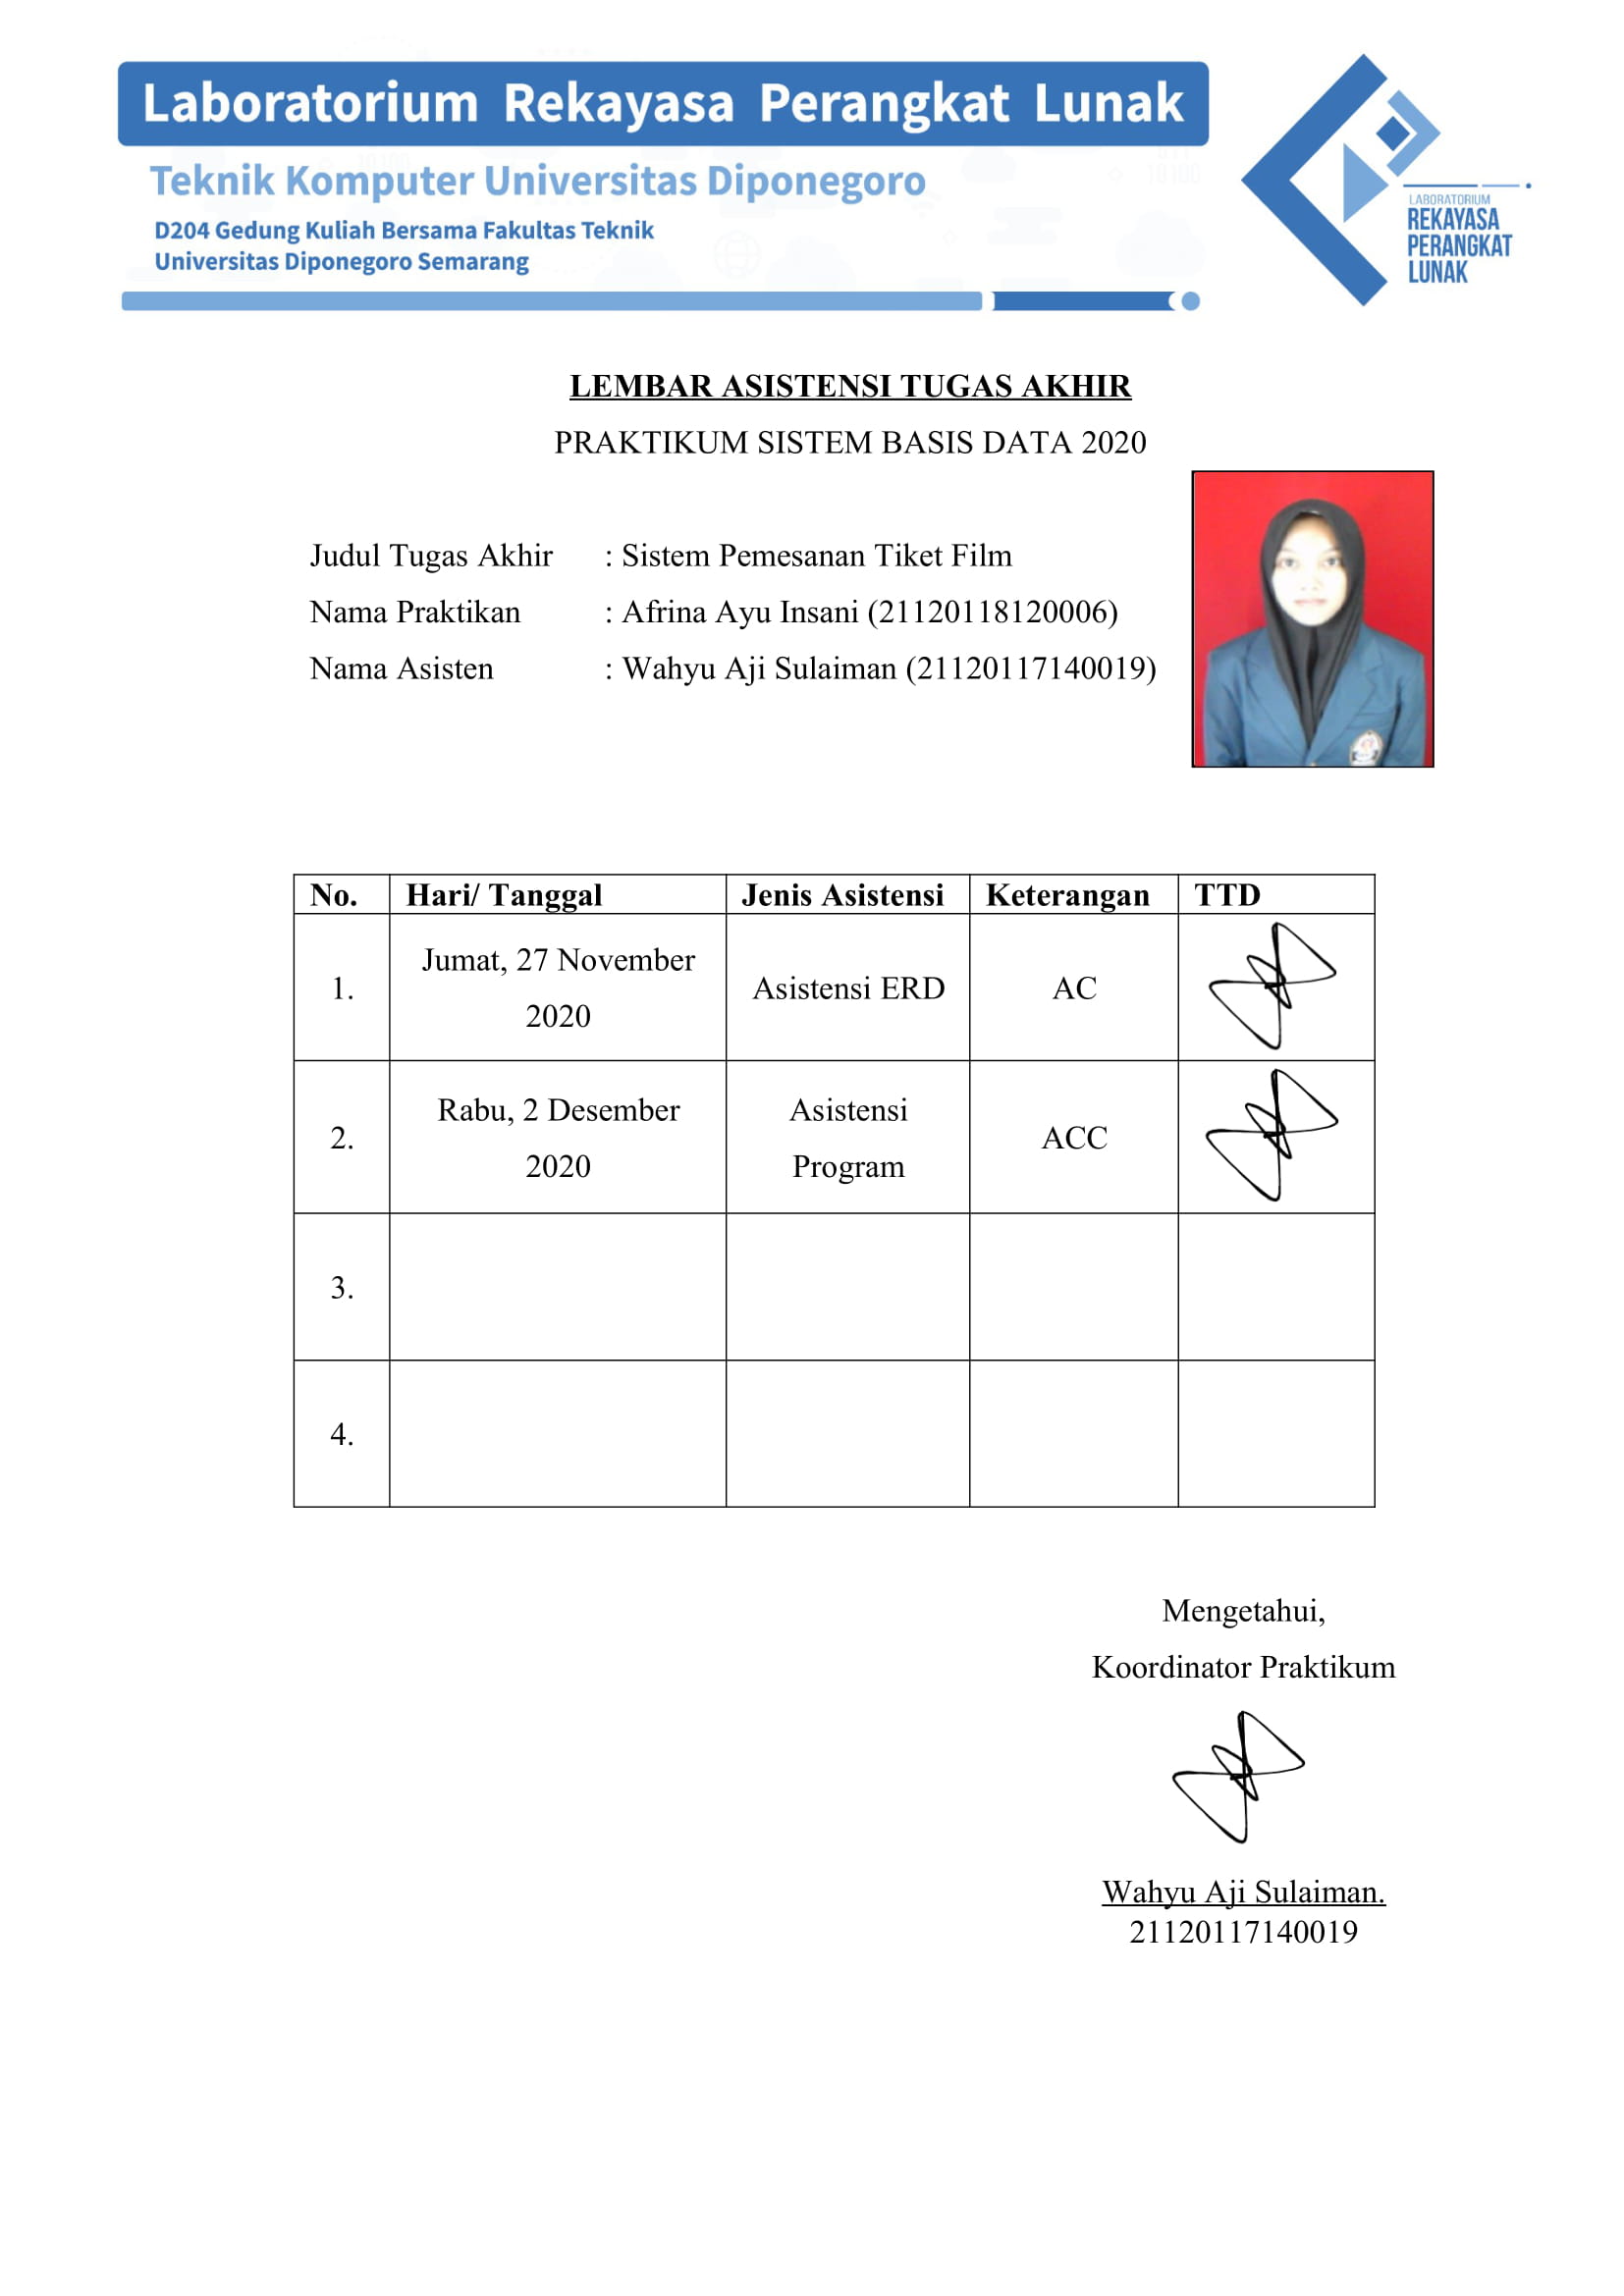 Laboratorium Rekayasa Perangkat Lunak
Teknik Komputer Universitas Diponegoro
D204 Gedung Kuliah Bersama Fakultas Teknik
Universitas Diponegoro Semarang
LABORATORIUM
REKAYASA
PERANGKAT
LUNAK
LEMBAR ASISTENSI TUGAS AKHIR
PRAKTIKUM SISTEM BASIS DATA 2020
Judul Tugas Akhir : Sistem Pemesanan Tiket Film
Nama Praktikan : Afrina Ayu Insani (21120118120006)
Nama Asisten : Wahyu Aji Sulaiman (21120117140019)
No. Hari/ Tanggal Jenis Asistensi Keterangan TTD
1. Jumat, 27 November
2020 Asistensi ERD AC
2. Rabu, 2 Desember
2020 Asistensi
Program ACC
3.
4.
Mengetahui,
Koordinator Praktikum
Wahyu Aji Sulaiman.
21120117140019